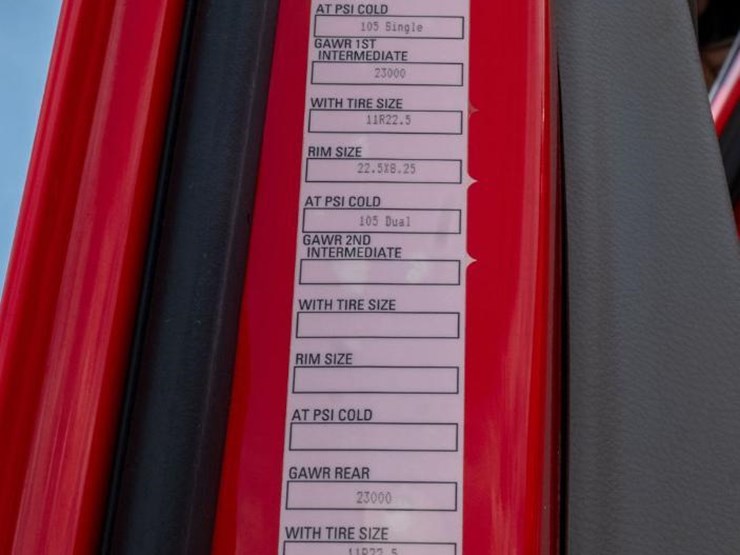 AT PSI COLD
105 Single
GAWR 1ST
INTERMEDIATE
23000
WITH TIRE SIZE
11R22.5
RIM SIZE
22.5X8.25
AT PSI COLD
105 Dual
GAWR 2ND
INTERMEDIATE
WITH TIRE SIZE
RIM SIZE
AT PSI COLD
GAWR REAR
23000
WITH TIRE SIZE
11R22.5